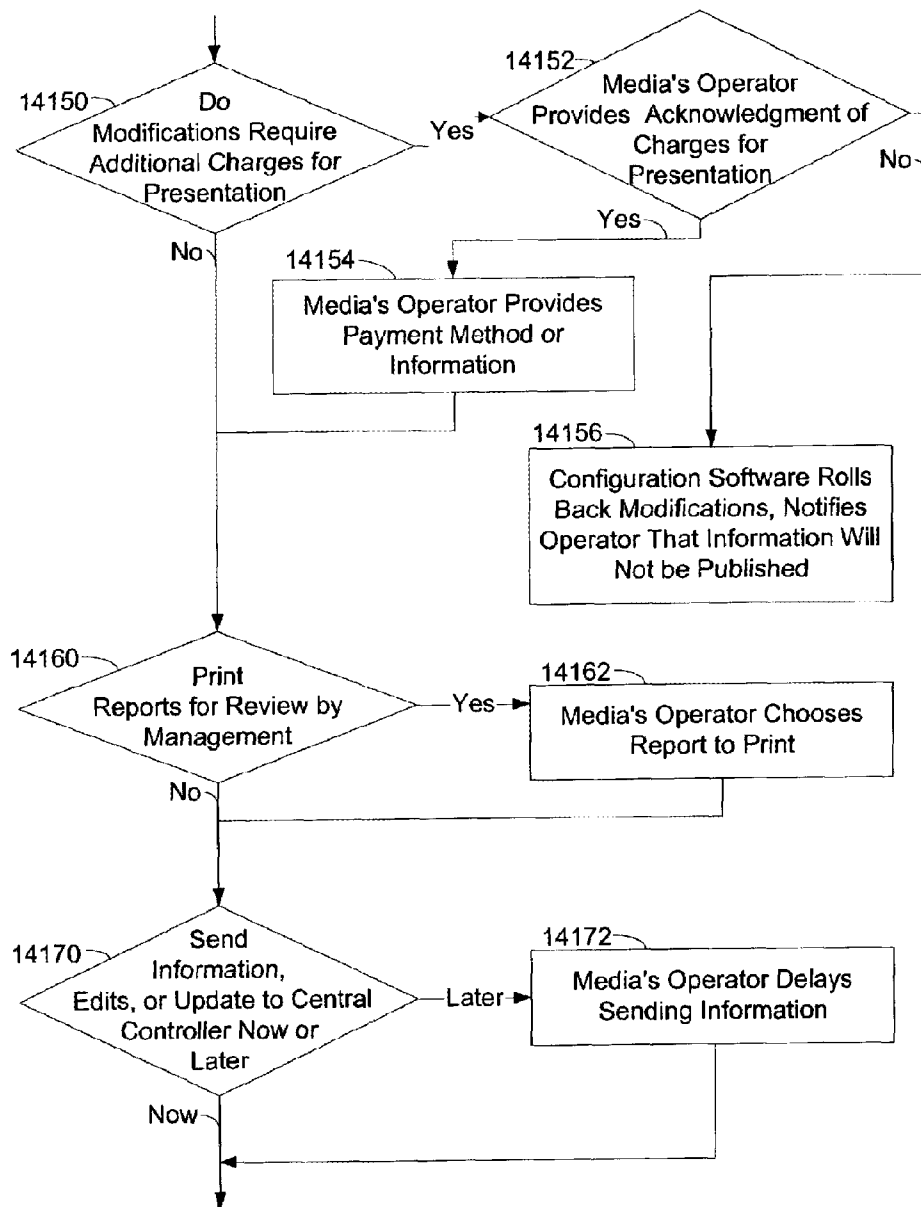 14150
Do
Modifications Require
Additional Charges for
Presentation
Yes
No
14152
Media's Operator
Provides Acknowledgment of
Charges for
Presentation
No
Yes
14154
Media's Operator Provides
Payment Method or
Information
14156
Configuration Software Rolls
Back Modifications, Notifies
Operator That Information Will
Not be Published
14160
Print
Reports for Review by
Management
Yes
No
14162
Media's Operator Chooses
Report to Print
14170
Send
Information,
Edits, or Update to Central
Controller Now or
Later
Later
Now
14172
Media's Operator Delays
Sending Information